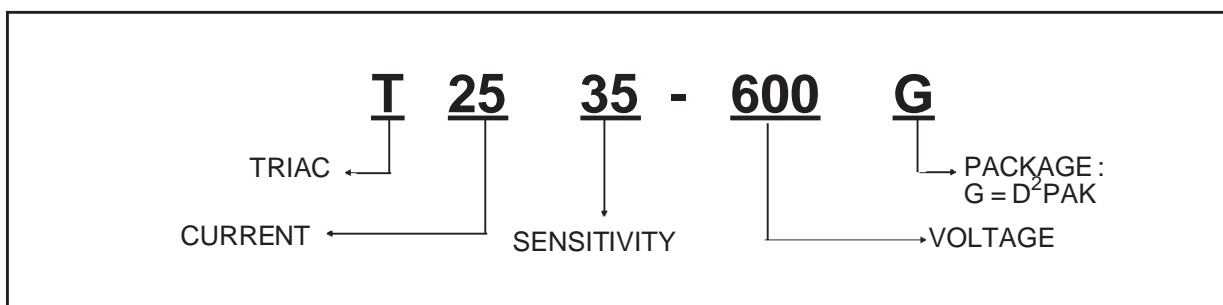 T 25 35 - 600 G
TRIAC
PACKAGE :
G = D²PAK
CURRENT
SENSITIVITY
VOLTAGE